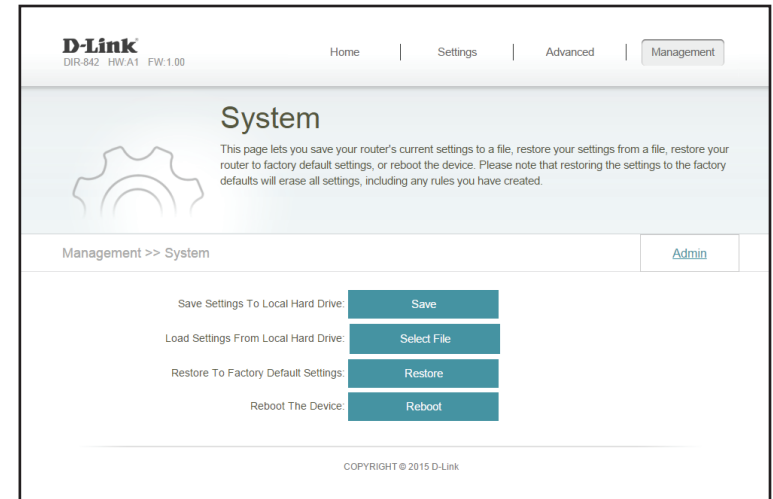 D-Link
DIR-842 HW:A1 FW:1.00
Home Settings Advanced Management
System
This page lets you save your router's current settings to a file, restore your settings from a file, restore your
router to factory default settings, or reboot the device. Please note that restoring the settings to the factory
defaults will erase all settings, including any rules you have created.
Management >> System Admin
Save Settings To Local Hard Drive: Save
Load Settings From Local Hard Drive: Select File
Restore To Factory Default Settings: Restore
Reboot The Device: Reboot
COPYRIGHT © 2015 D-Link